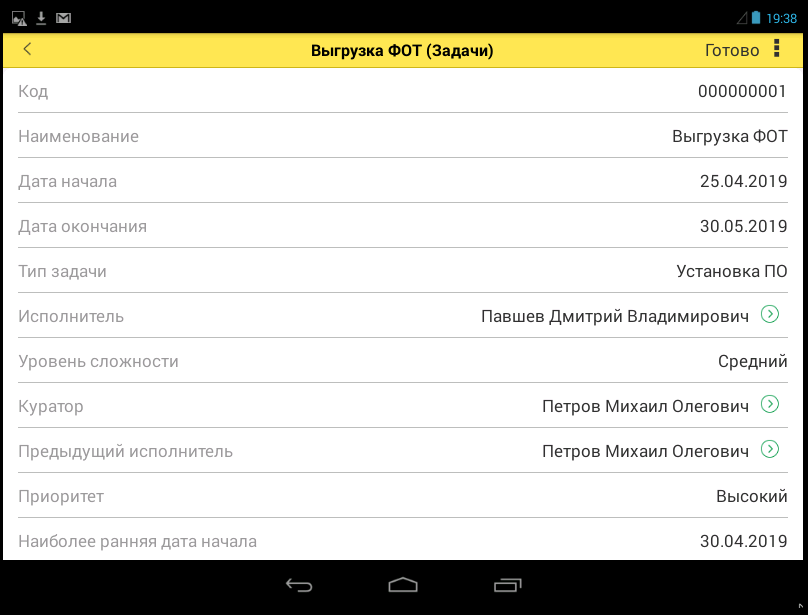 19:38
Выгрузка ФОТ (Задачи) Готово
Код 000000001
Наименование Выгрузка ФОТ
Дата начала 25.04.2019
Дата окончания 30.05.2019
Тип задачи Установка ПО
Исполнитель Павшев Дмитрий Владимирович
Уровень сложности Средний
Куратор Петров Михаил Олегович
Предыдущий исполнитель Петров Михаил Олегович
Приоритет Высокий
Наиболее ранняя дата начала 30.04.2019